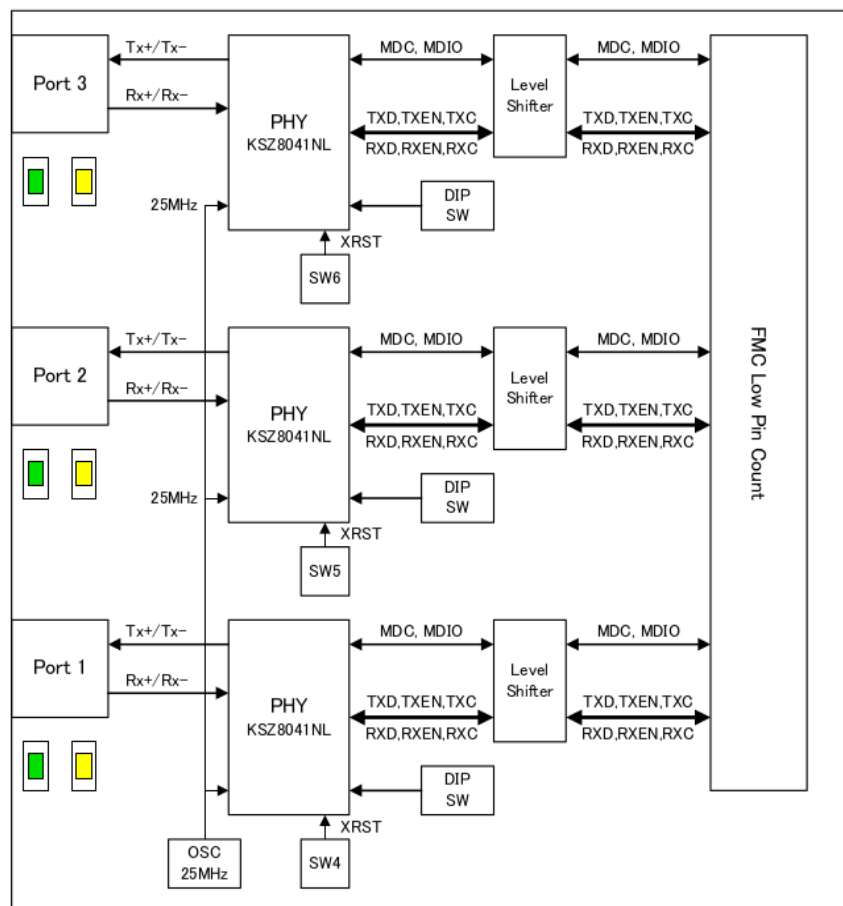 Tx+/Tx-
MDC, MDIO
MDC, MDIO
Port 3
Rx+/Rx-
PHY
KSZ8041NL
Level
Shifter
TXD,TXEN,TXC
RXD,RXEN,RXC
TXD,TXEN,TXC
RXD,RXEN,RXC
25MHz
DIP
SW
XRST
SW6
Tx+/Tx-
MDC, MDIO
MDC, MDIO
Port 2
Rx+/Rx-
PHY
KSZ8041NL
Level
Shifter
TXD,TXEN,TXC
RXD,RXEN,RXC
TXD,TXEN,TXC
RXD,RXEN,RXC
FMC Low Pin Count
25MHz
DIP
SW
XRST
SW5
Tx+/Tx-
MDC, MDIO
MDC, MDIO
Port 1
Rx+/Rx-
PHY
KSZ8041NL
Level
Shifter
TXD,TXEN,TXC
RXD,RXEN,RXC
TXD,TXEN,TXC
RXD,RXEN,RXC
DIP
SW
XRST
OSC
25MHz
SW4